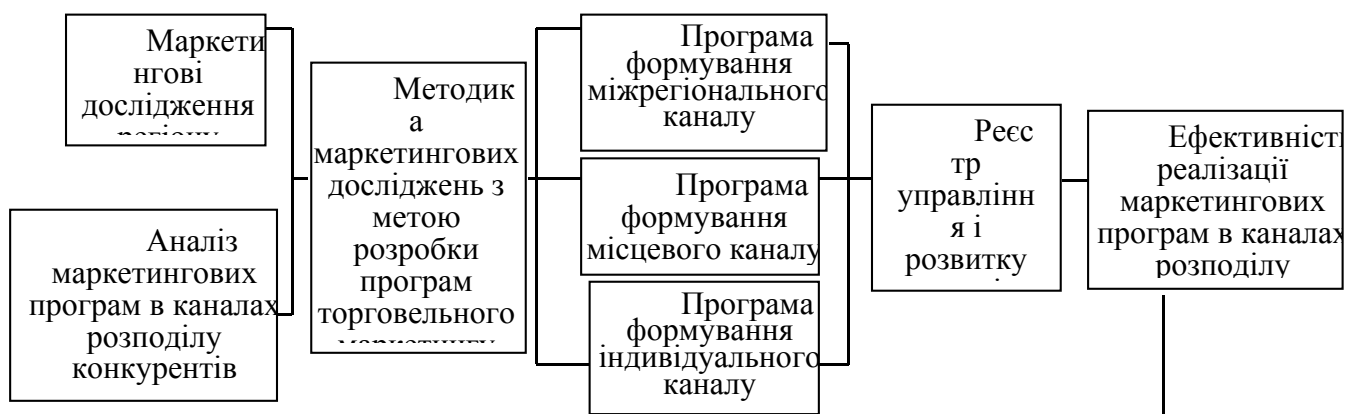 Маркети
нгові
дослідження
регіону
Аналіз
маркетингових
програм в каналах
розподілу
конкурентів
Методик
а
маркетингових
досліджень з
метою
розробки
програм
торговельного
маркетингу
Програма
формування
міжрегіонального
каналу
Програма
формування
місцевого каналу
Програма
формування
індивідуального
каналу
Реєс
тр
управлінн
я і
розвитку
Ефективність
реалізації
маркетингових
програм в каналах
розподілу